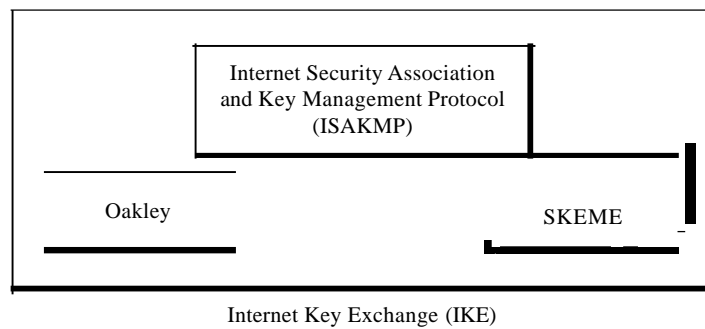 Internet Security Association
and Key Management Protocol
(ISAKMP)
Oakley
SKEME
Internet Key Exchange (IKE)